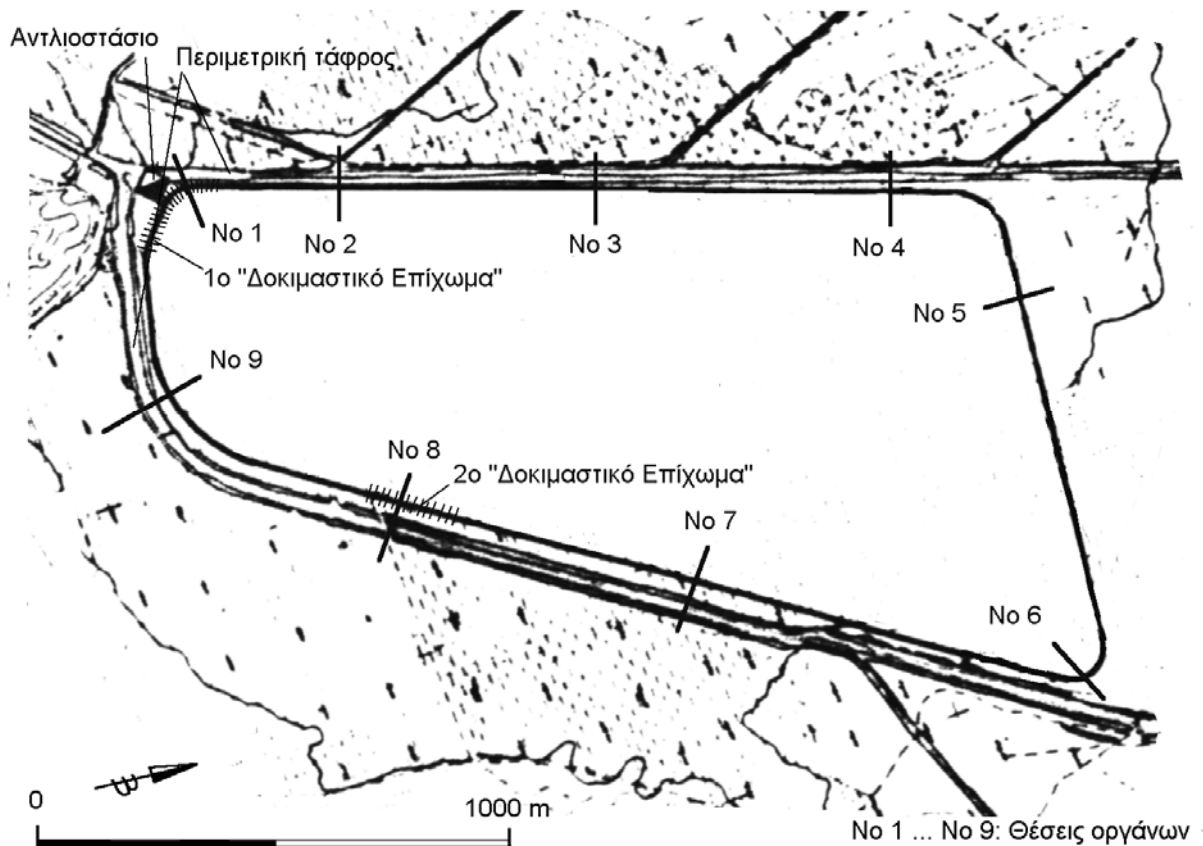 Αντλιοστάσιο
Περιμετρική τάφρος
No 1
No 2
No 3
No 4
1ο "Δοκιμαστικό Επίχωμα"
No 5
No 9
No 8
2ο "Δοκιμαστικό Επίχωμα"
No 7
No 6
B
0
1000 m
No 1 ... No 9: Θέσεις οργάνων